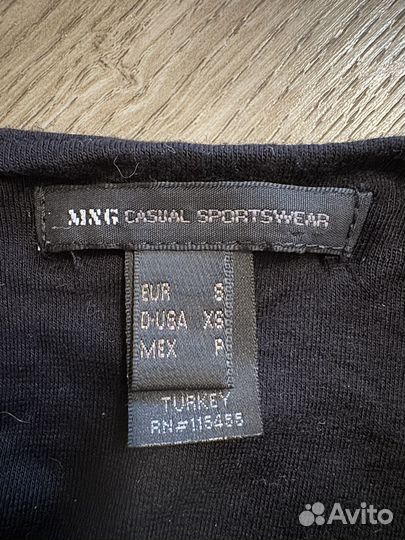 MNG CASUAL SPORTSWEAR
EUR S
D-USA XS
MEX P
TURKEY
RN#115455
Avito